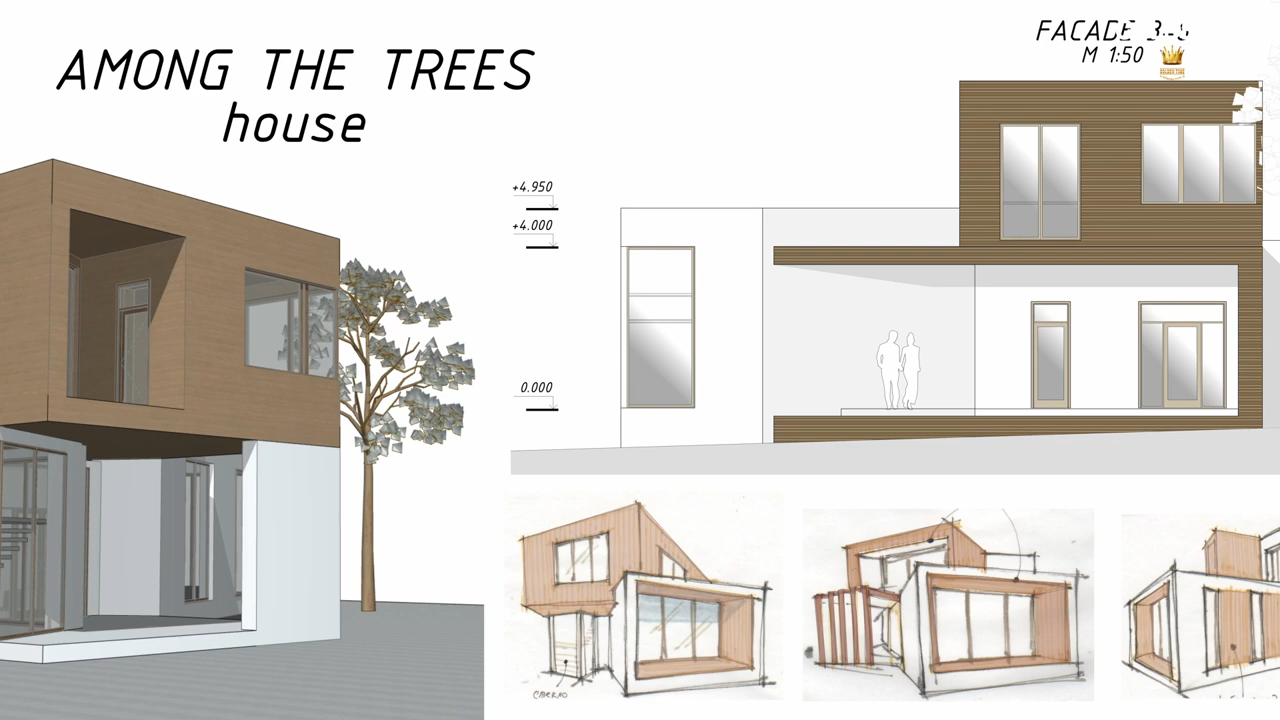 AMONG THE TREES
house
FACADE
M 1:50
+4.950
+4.000
0.000